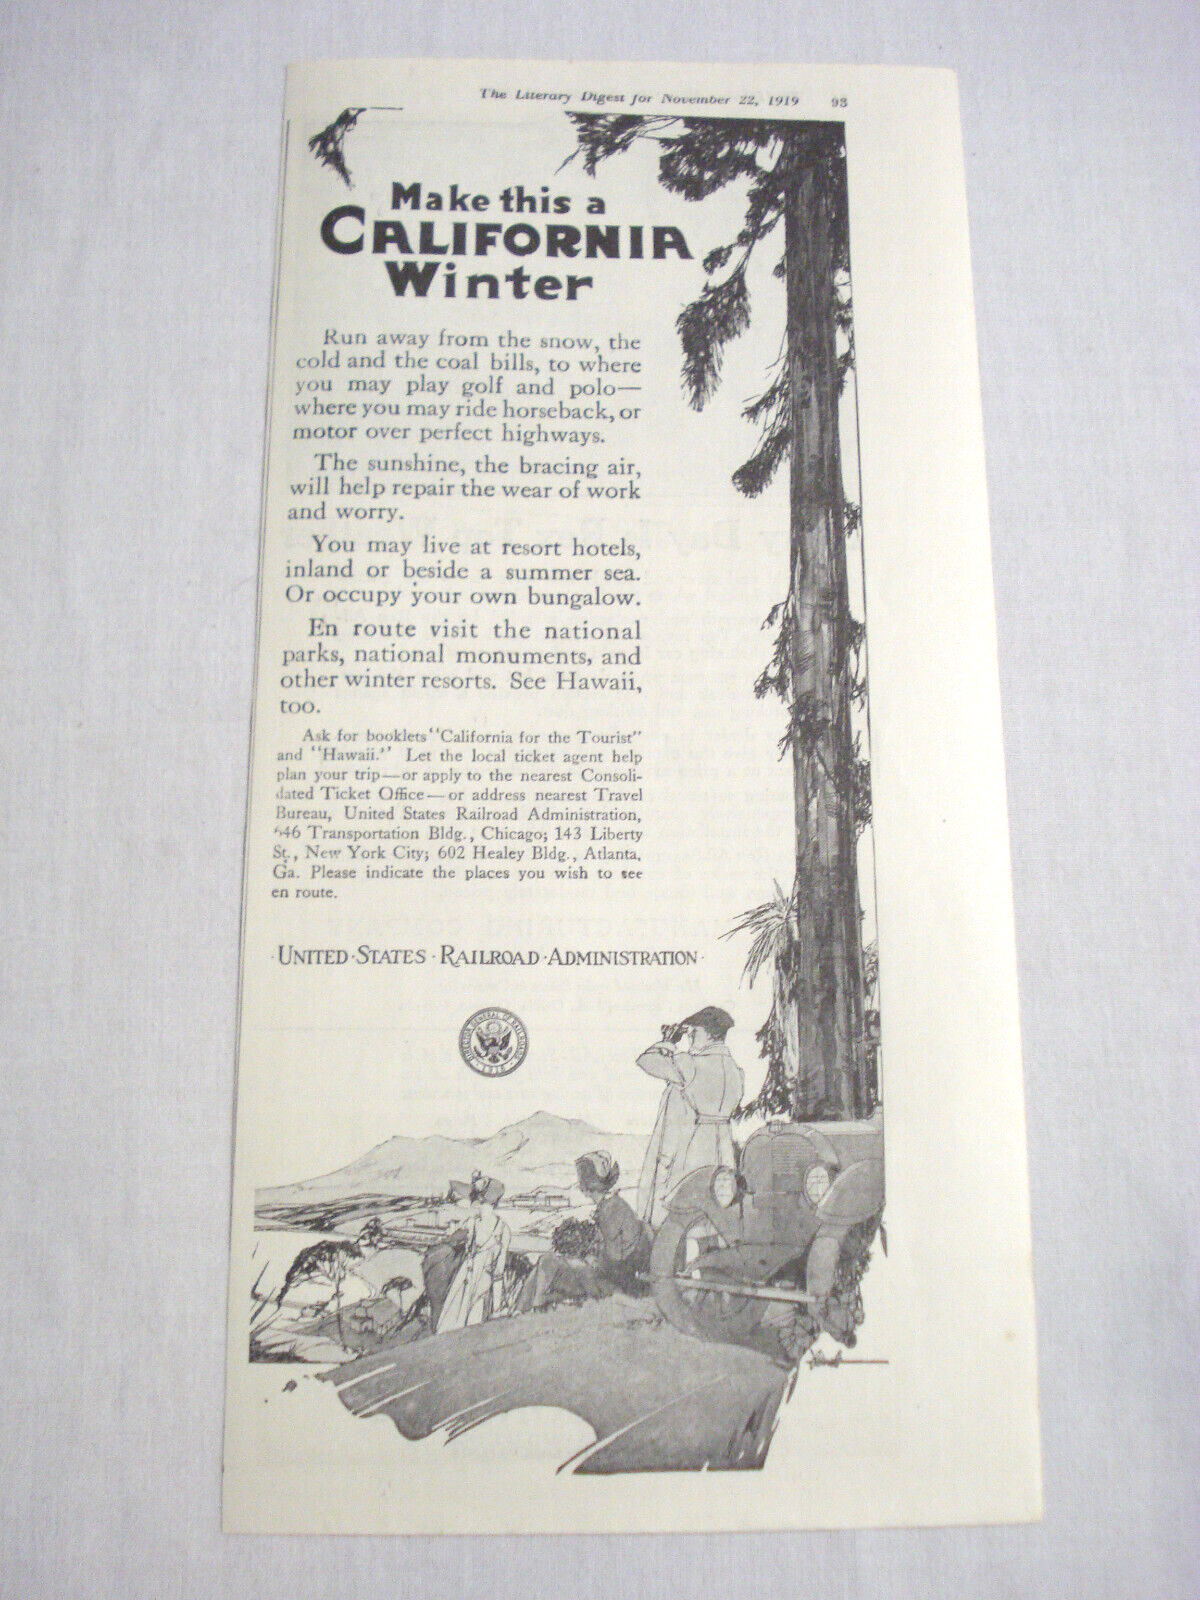 The Literary Digest for November 22, 1919 93
Make this a
CALIFORNIA
Winter
Run away from the snow, the
cold and the coal bills, to where
you may play golf and polo—
where you may ride horseback, or
motor over perfect highways.
The sunshine, the bracing air,
will help repair the wear of work
and worry.
You may live at resort hotels,
inland or beside a summer sea.
Or occupy your own bungalow.
En route visit the national
parks, national monuments, and
other winter resorts. See Hawaii,
too.
Ask for booklets "California for the Tourist"
and "Hawaii." Let the local ticket agent help
plan your trip—or apply to the nearest Consoli-
dated Ticket Office—or address nearest Travel
Bureau, United States Railroad Administration,
646 Transportation Bldg., Chicago; 143 Liberty
St., New York City; 602 Healey Bldg., Atlanta,
Ga. Please indicate the places you wish to see
en route.
·UNITED·STATES·RAILROAD·ADMINISTRATION·
DIRECTOR GENERAL OF RAILROADS
·1918·